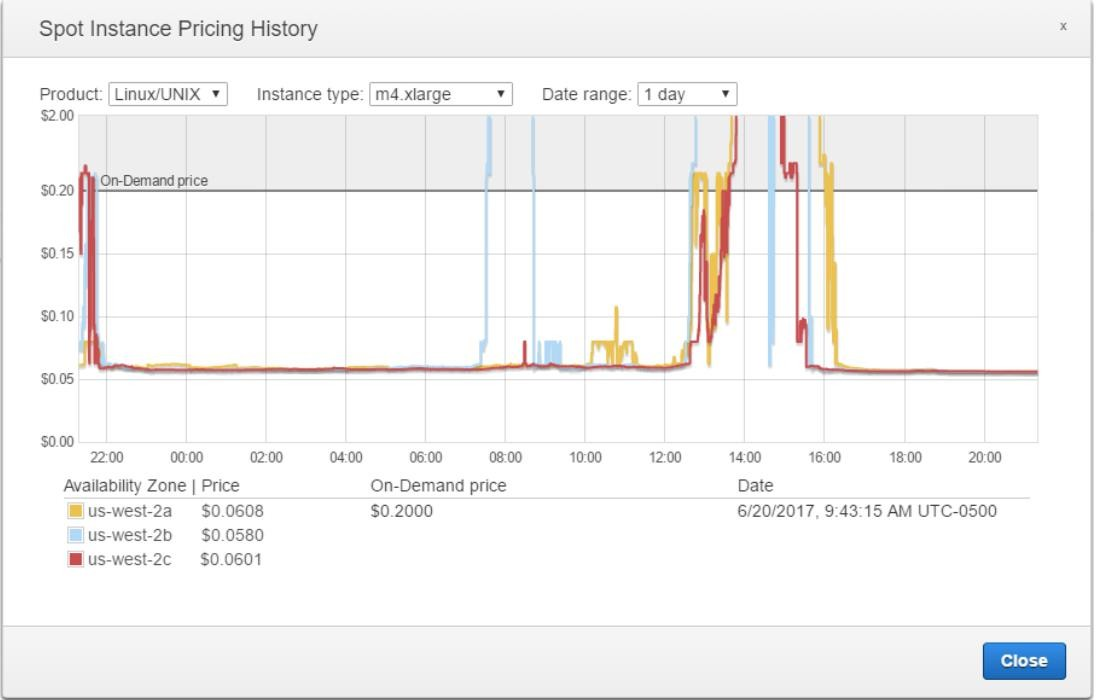 Spot Instance Pricing History x
Product: Linux/UNIX Instance type: m4.xlarge Date range: 1 day
$2.00
On-Demand price
$0.20
$0.15
$0.10
$0.05
$0.00
22:00 00:00 02:00 04:00 06:00 08:00 10:00 12:00 14:00 16:00 18:00 20:00
Availability Zone | Price On-Demand price Date
us-west-2a $0.0608 $0.2000 6/20/2017, 9:43:15 AM UTC-0500
us-west-2b $0.0580
us-west-2c $0.0601
Close